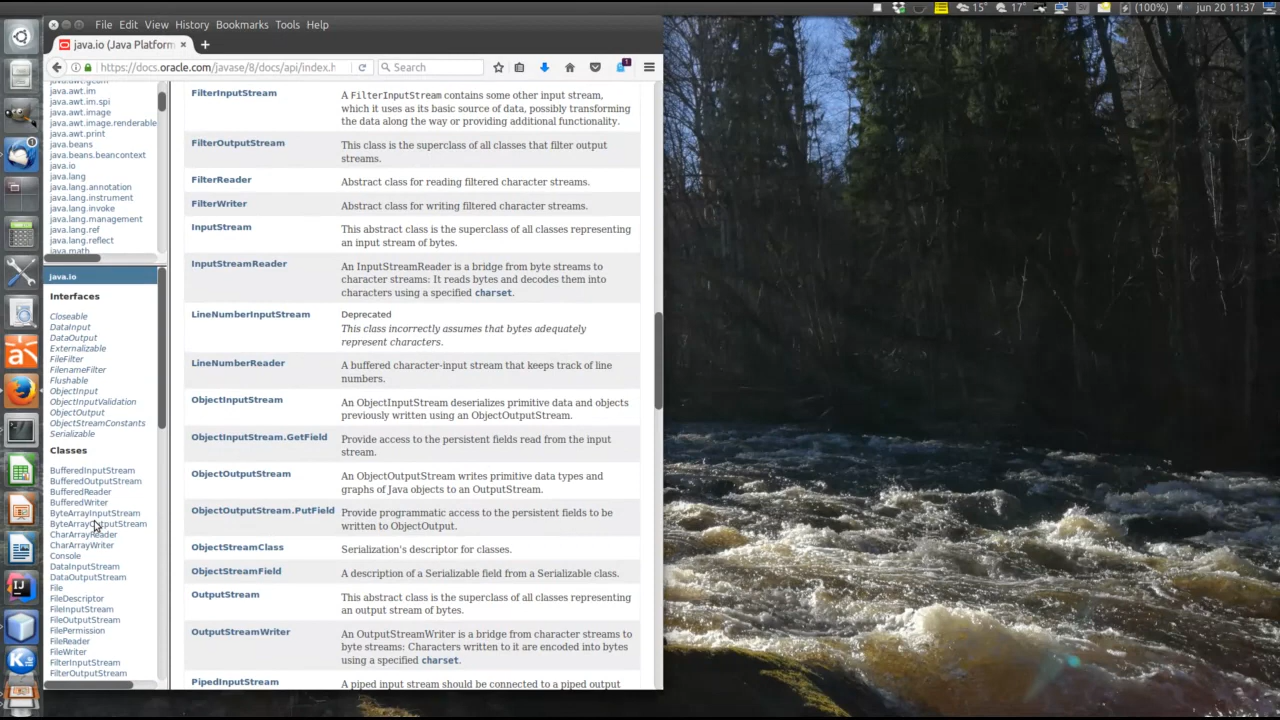 File Edit View History Bookmarks Tools Help
15° 17° (100%) jun 20 11:37
java.io (Java Platform
https://docs.oracle.com/javase/8/docs/api/index.h
Search
java.awt.im
java.awt.im.spi
java.awt.image
java.awt.image.renderable
java.awt.print
java.beans
java.beans.beancontext
java.io
java.lang
java.lang.annotation
java.lang.instrument
java.lang.invoke
java.lang.management
java.lang.ref
java.lang.reflect
java.math
java.io
Interfaces
Closeable
DataInput
DataOutput
Externalizable
FileFilter
FilenameFilter
Flushable
ObjectInput
ObjectInputValidation
ObjectOutput
ObjectStreamConstants
Serializable
Classes
BufferedInputStream
BufferedOutputStream
BufferedReader
BufferedWriter
ByteArrayInputStream
ByteArrayOutputStream
CharArrayReader
CharArrayWriter
Console
DataInputStream
DataOutputStream
File
FileDescriptor
FileInputStream
FileOutputStream
FilePermission
FileReader
FileWriter
FilterInputStream
FilterOutputStream
FilterInputStream
A FilterInputStream contains some other input stream,
which it uses as its basic source of data, possibly transforming
the data along the way or providing additional functionality.
FilterOutputStream
This class is the superclass of all classes that filter output
streams.
FilterReader
Abstract class for reading filtered character streams.
FilterWriter
Abstract class for writing filtered character streams.
InputStream
This abstract class is the superclass of all classes representing
an input stream of bytes.
InputStreamReader
An InputStreamReader is a bridge from byte streams to
character streams: It reads bytes and decodes them into
characters using a specified charset.
LineNumberInputStream
Deprecated
This class incorrectly assumes that bytes adequately
represent characters.
LineNumberReader
A buffered character-input stream that keeps track of line
numbers.
ObjectInputStream
An ObjectInputStream deserializes primitive data and objects
previously written using an ObjectOutputStream.
ObjectInputStream.GetField
Provide access to the persistent fields read from the input
stream.
ObjectOutputStream
An ObjectOutputStream writes primitive data types and
graphs of Java objects to an OutputStream.
ObjectOutputStream.PutField
Provide programmatic access to the persistent fields to be
written to ObjectOutput.
ObjectStreamClass
Serialization's descriptor for classes.
ObjectStreamField
A description of a Serializable field from a Serializable class.
OutputStream
This abstract class is the superclass of all classes representing
an output stream of bytes.
OutputStreamWriter
An OutputStreamWriter is a bridge from character streams to
byte streams: Characters written to it are encoded into bytes
using a specified charset.
PipedInputStream
A piped input stream should be connected to a piped output